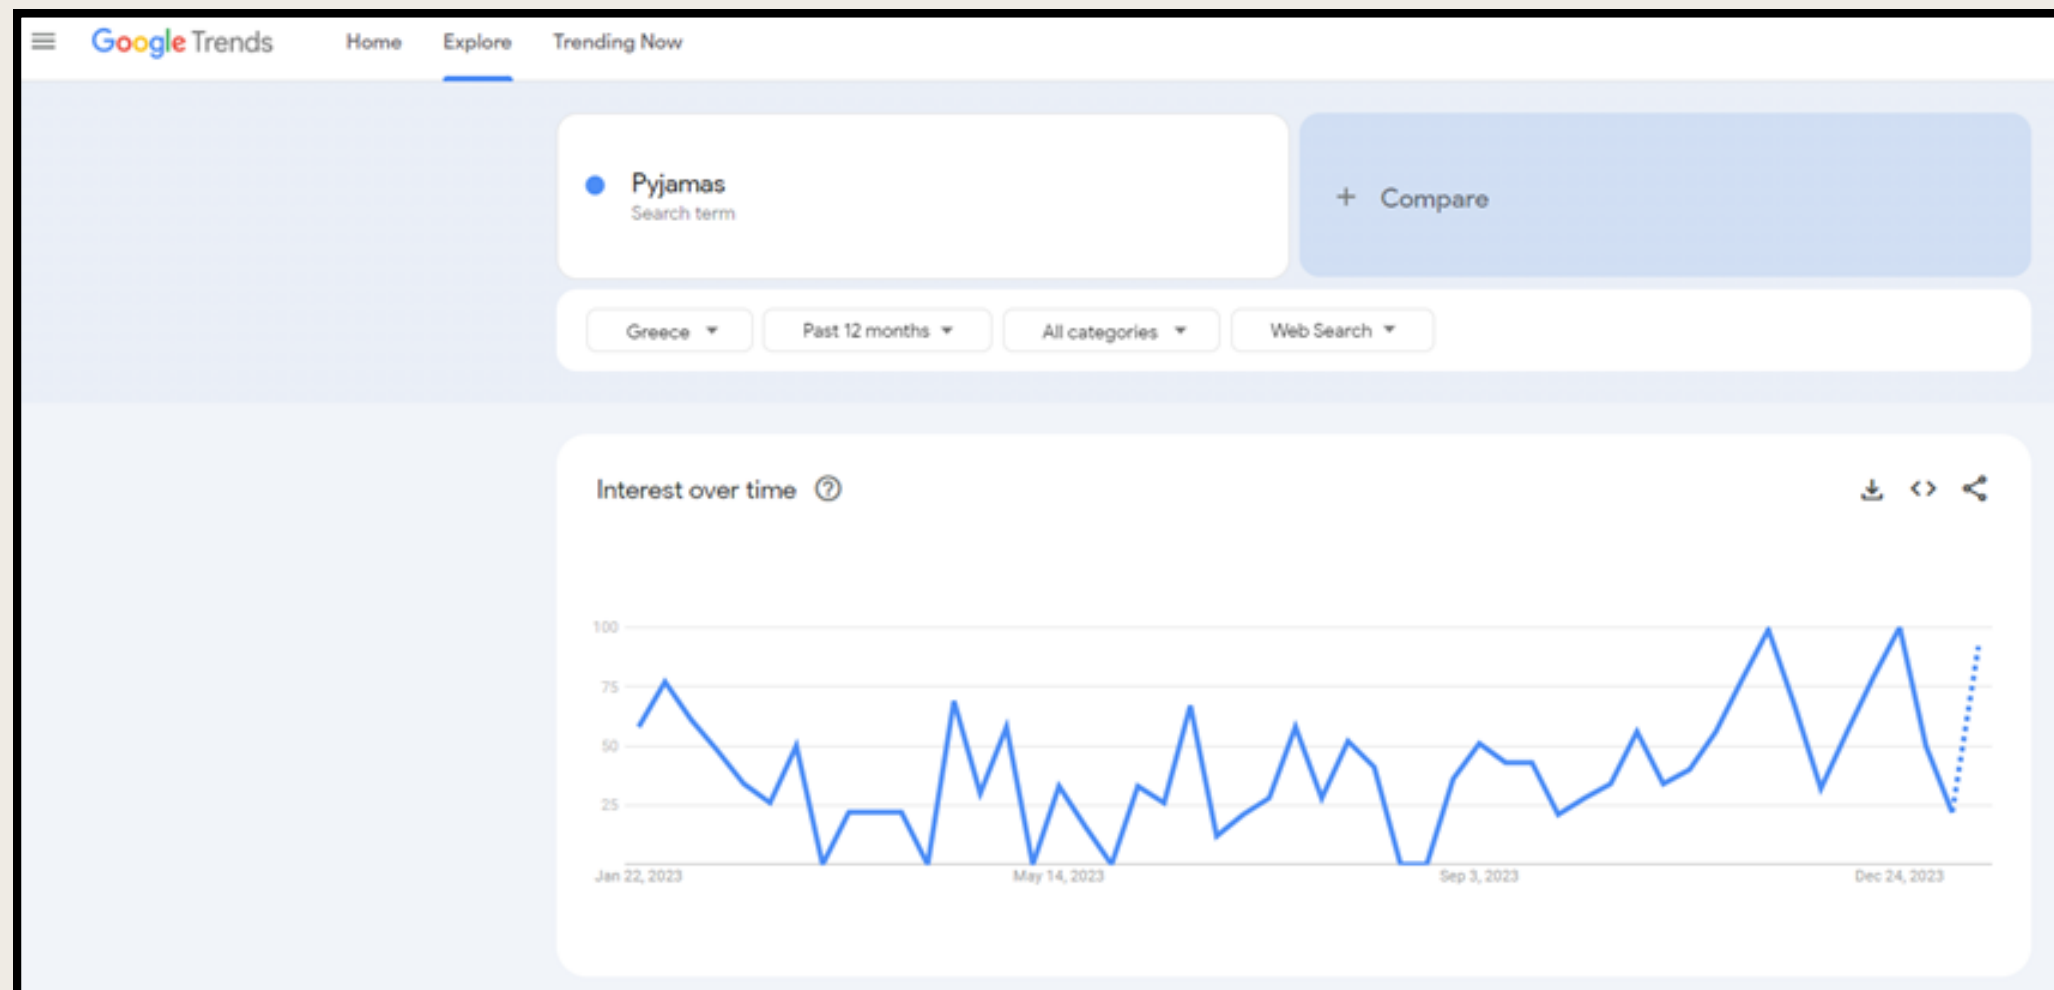 Google Trends Home Explore Trending Now
Pyjamas
Search term
+ Compare
Greece Past 12 months All categories Web Search
Interest over time
100
75
50
25
Jan 22, 2023 May 14, 2023 Sep 3, 2023 Dec 24, 2023